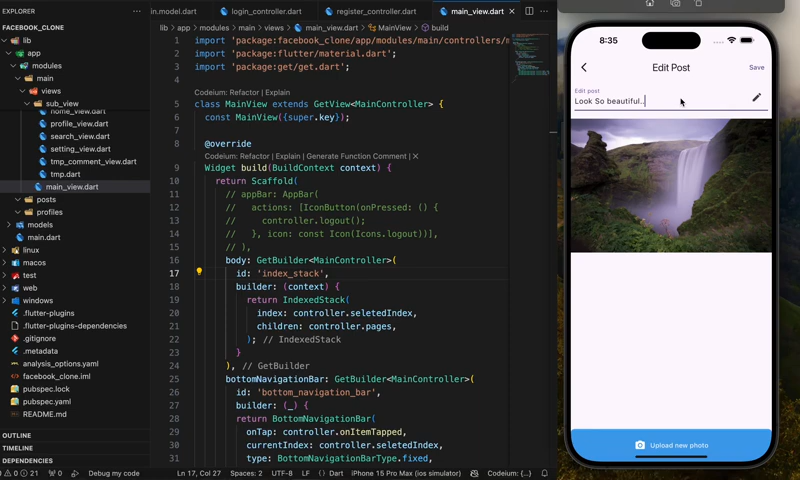 EXPLORER
FACEBOOK_CLONE
lib
app
modules
main
views
sub_view
home_view.dart
profile_view.dart
search_view.dart
setting_view.dart
tmp_comment_view.dart
tmp.dart
main_view.dart
posts
profiles
models
main.dart
linux
macos
test
web
windows
.flutter-plugins
.flutter-plugins-dependencies
.gitignore
.metadata
analysis_options.yaml
facebook_clone.iml
pubspec.lock
pubspec.yaml
README.md
OUTLINE
TIMELINE
DEPENDENCIES
in.model.dart login_controller.dart register_controller.dart main_view.dart
lib > app > modules > main > views > main_view.dart > MainView > build
1 import 'package:facebook_clone/app/modules/main/controllers/m
2 import 'package:flutter/material.dart';
3 import 'package:get/get.dart';
4
Codeium: Refactor | Explain
5 class MainView extends GetView<MainController> {
6 const MainView({super.key});
7
8 @override
Codeium: Refactor | Explain | Generate Function Comment | X
9 Widget build(BuildContext context) {
10 return Scaffold(
11 // appBar: AppBar(
12 // actions: [IconButton(onPressed: () {
13 // controller.logout();
14 // }, icon: const Icon(Icons.logout))],
15 // ),
16 body: GetBuilder<MainController>(
17 id: 'index_stack',
18 builder: (context) {
19 return IndexedStack(
20 index: controller.seletedIndex,
21 children: controller.pages,
22 ); // IndexedStack
23 }
24 ), // GetBuilder
25 bottomNavigationBar: GetBuilder<MainController>(
26 id: 'bottom_navigation_bar',
27 builder: (_) {
28 return BottomNavigationBar(
29 onTap: controller.onItemTapped,
30 currentIndex: controller.seletedIndex,
31 type: BottomNavigationBarType.fixed,
0 21 0 Debug my code Ln 17, Col 27 Spaces: 2 UTF-8 LF {} Dart iPhone 15 Pro Max (ios simulator) Codeium: {...}
8:35
Edit Post Save
Edit post
Look So beautiful..
Upload new photo